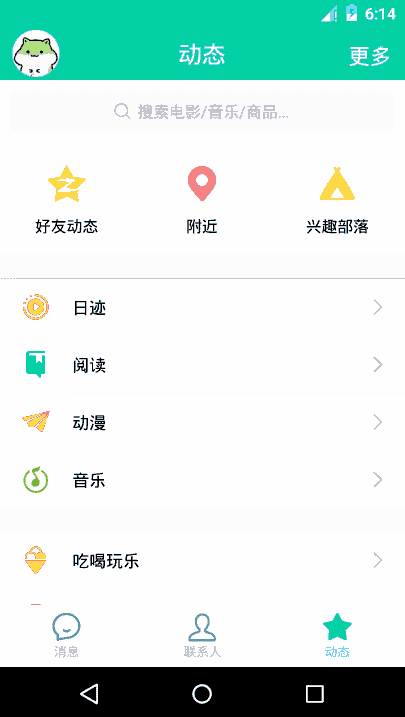 6:14
动态
更多
搜索电影/音乐/商品...
好友动态
附近
兴趣部落
日迹
阅读
动漫
音乐
吃喝玩乐
消息
联系人
动态